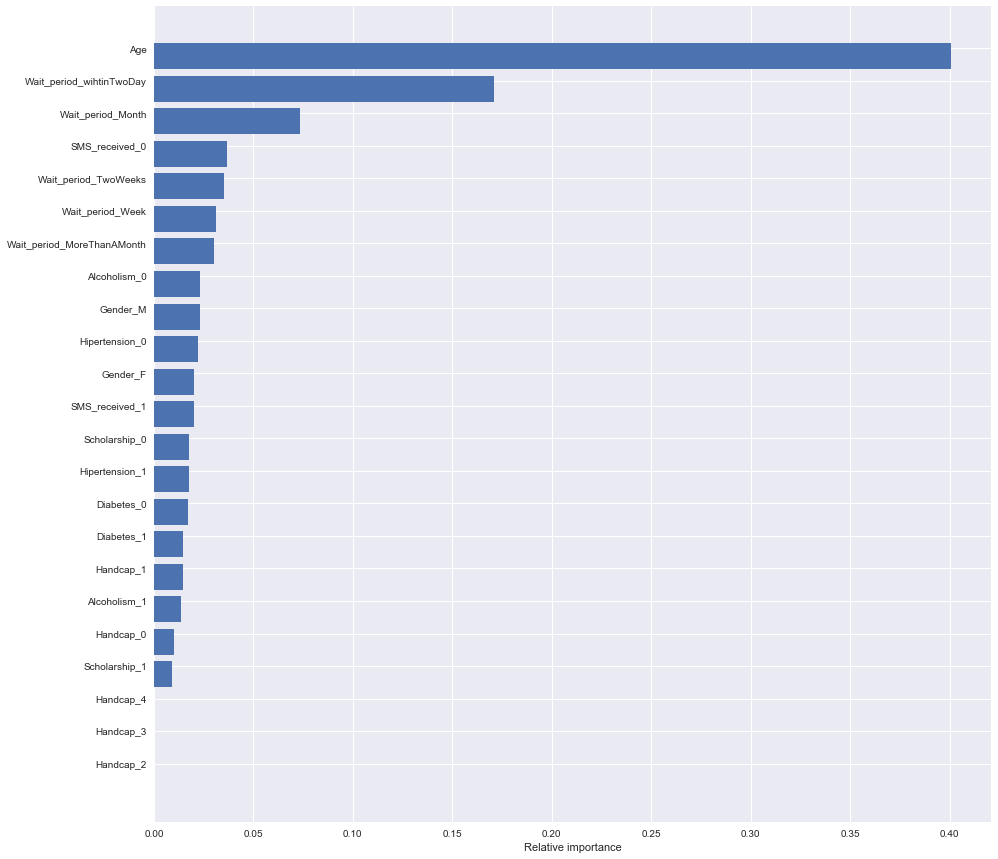 Age
Wait_period_wihtinTwoDay
Wait_period_Month
SMS_received_0
Wait_period_TwoWeeks
Wait_period_Week
Wait_period_MoreThanAMonth
Alcoholism_0
Gender_M
Hipertension_0
Gender_F
SMS_received_1
Scholarship_0
Hipertension_1
Diabetes_0
Diabetes_1
Handcap_1
Alcoholism_1
Handcap_0
Scholarship_1
Handcap_4
Handcap_3
Handcap_2
0.00 0.05 0.10 0.15 0.20 0.25 0.30 0.35 0.40
Relative importance